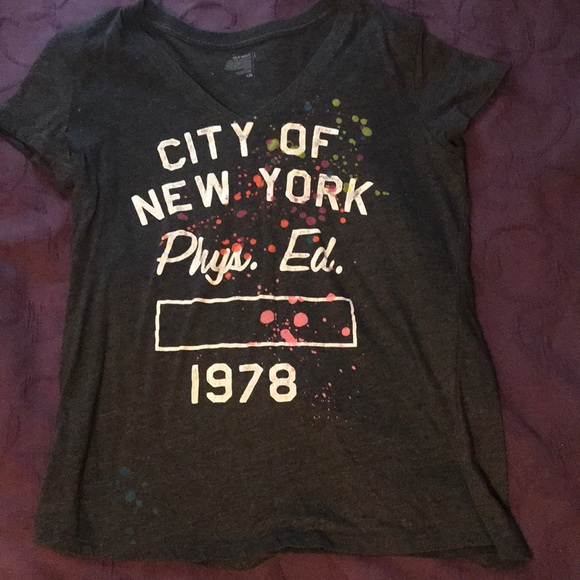 CITY OF
NEW YORK
Phys. Ed.
1978